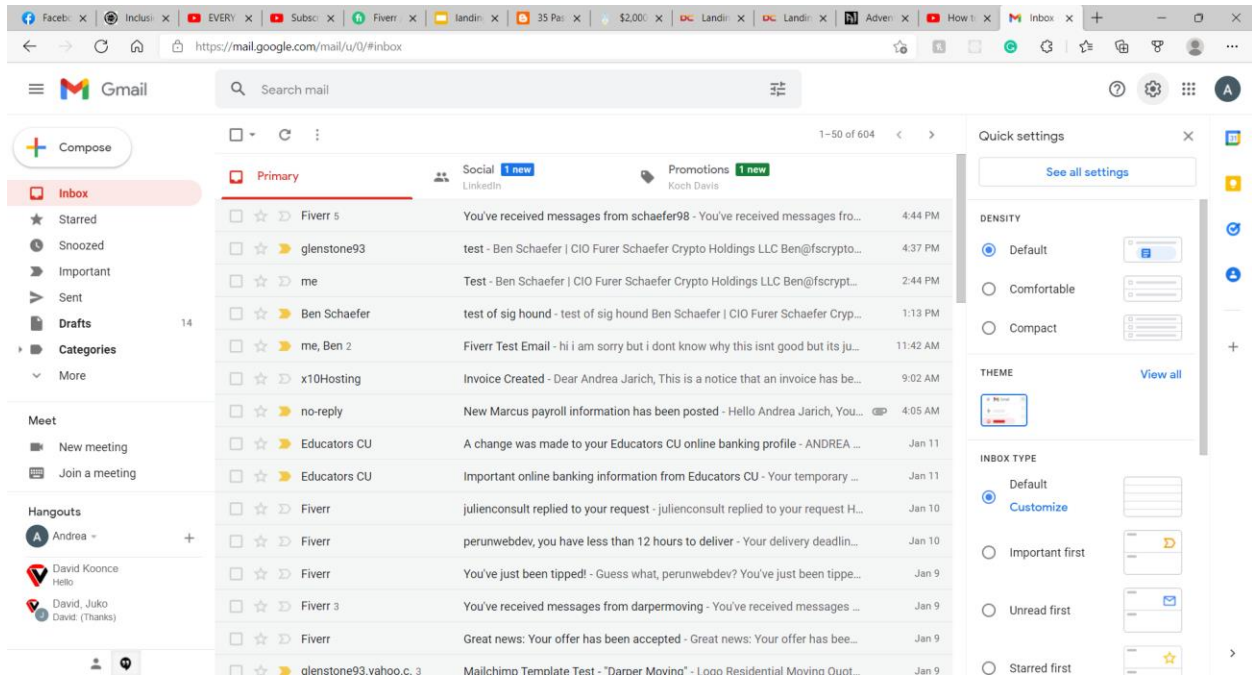 Facebo
Inclusi
EVERY
Subsc
Fiverr
landin
35 Pas
$2,000
DC Landin
DC Landin
Adven
How t
Inbox
https://mail.google.com/mail/u/0/#inbox
Gmail
Search mail
A
Compose
1–50 of 604
Quick settings
Inbox
Primary
Social 1 new
LinkedIn
Promotions 1 new
Koch Davis
See all settings
Starred
Fiverr 5 You've received messages from schaefer98 - You've received messages fro... 4:44 PM
DENSITY
Snoozed
glenstone93 test - Ben Schaefer | CIO Furer Schaefer Crypto Holdings LLC Ben@fscrypto... 4:37 PM
Default
Important
me Test - Ben Schaefer | CIO Furer Schaefer Crypto Holdings LLC Ben@fscrypt... 2:44 PM
Comfortable
Sent
Ben Schaefer test of sig hound - test of sig hound Ben Schaefer | CIO Furer Schaefer Cryp... 1:13 PM
Drafts 14
Compact
Categories
me, Ben 2 Fiverr Test Email - hi i am sorry but i dont know why this isnt good but its ju... 11:42 AM
More
x10Hosting Invoice Created - Dear Andrea Jarich, This is a notice that an invoice has be... 9:02 AM
THEME View all
no-reply New Marcus payroll information has been posted - Hello Andrea Jarich, You... 4:05 AM
Meet
New meeting
Educators CU A change was made to your Educators CU online banking profile - ANDREA ... Jan 11
INBOX TYPE
Join a meeting
Educators CU Important online banking information from Educators CU - Your temporary ... Jan 11
Default
Customize
Hangouts
Fiverr julienconsult replied to your request - julienconsult replied to your request H... Jan 10
A Andrea
Fiverr perunwebdev, you have less than 12 hours to deliver - Your delivery deadlin... Jan 10
Important first
David Koonce
Hello
Fiverr You've just been tipped! - Guess what, perunwebdev? You've just been tippe... Jan 9
David, Juko
David: (Thanks)
Fiverr 3 You've received messages from darpermoving - You've received messages ... Jan 9
Unread first
Fiverr Great news: Your offer has been accepted - Great news: Your offer has bee... Jan 9
glenstone93.yahoo.c. 3 Mailchimp Template Test - "Darper Moving" - Logo Residential Moving Quot... Jan 9
Starred first